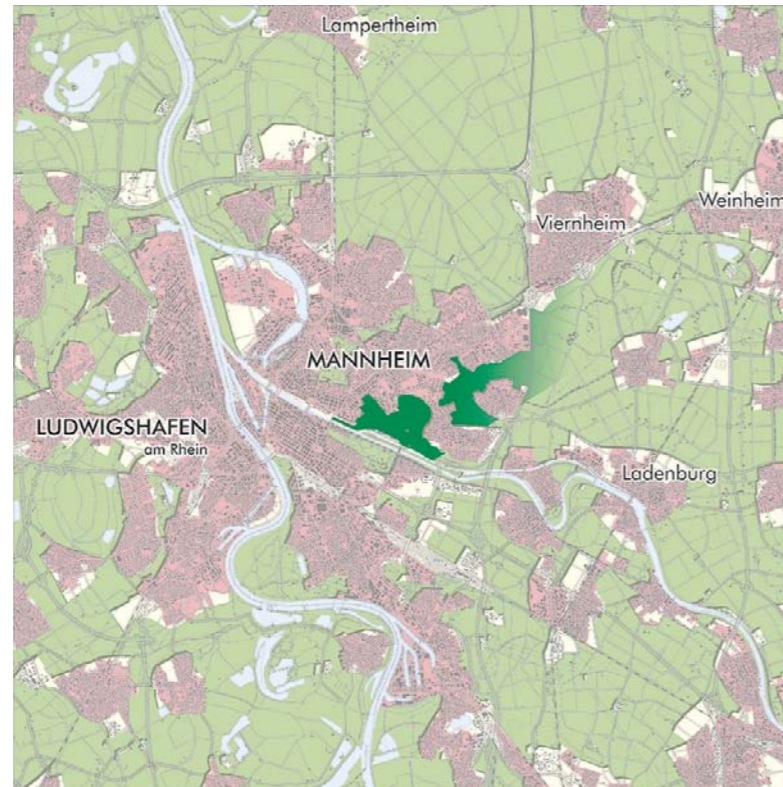 Lampertheim
Weinheim
Viernheim
MANNHEIM
LUDWIGSHAFEN
am Rhein
Ladenburg